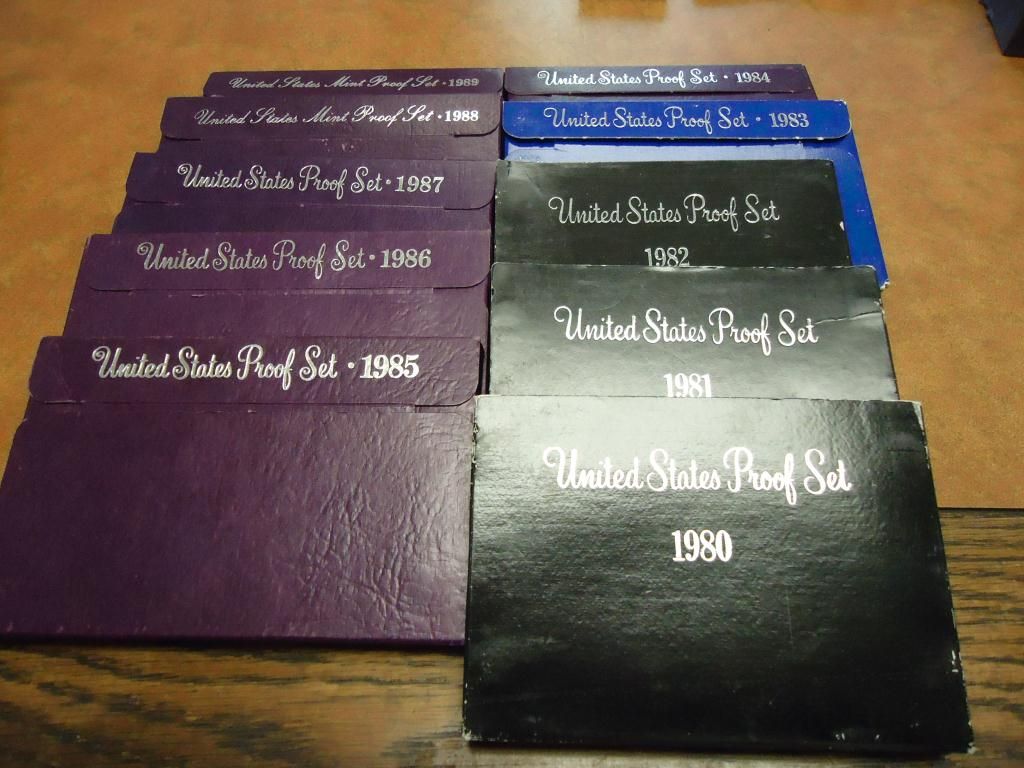 United States Mint Proof Set · 1989
United States Mint Proof Set · 1988
United States Proof Set · 1987
United States Proof Set · 1986
United States Proof Set · 1985
United States Proof Set · 1984
United States Proof Set · 1983
United States Proof Set
1982
United States Proof Set
1981
United States Proof Set
1980